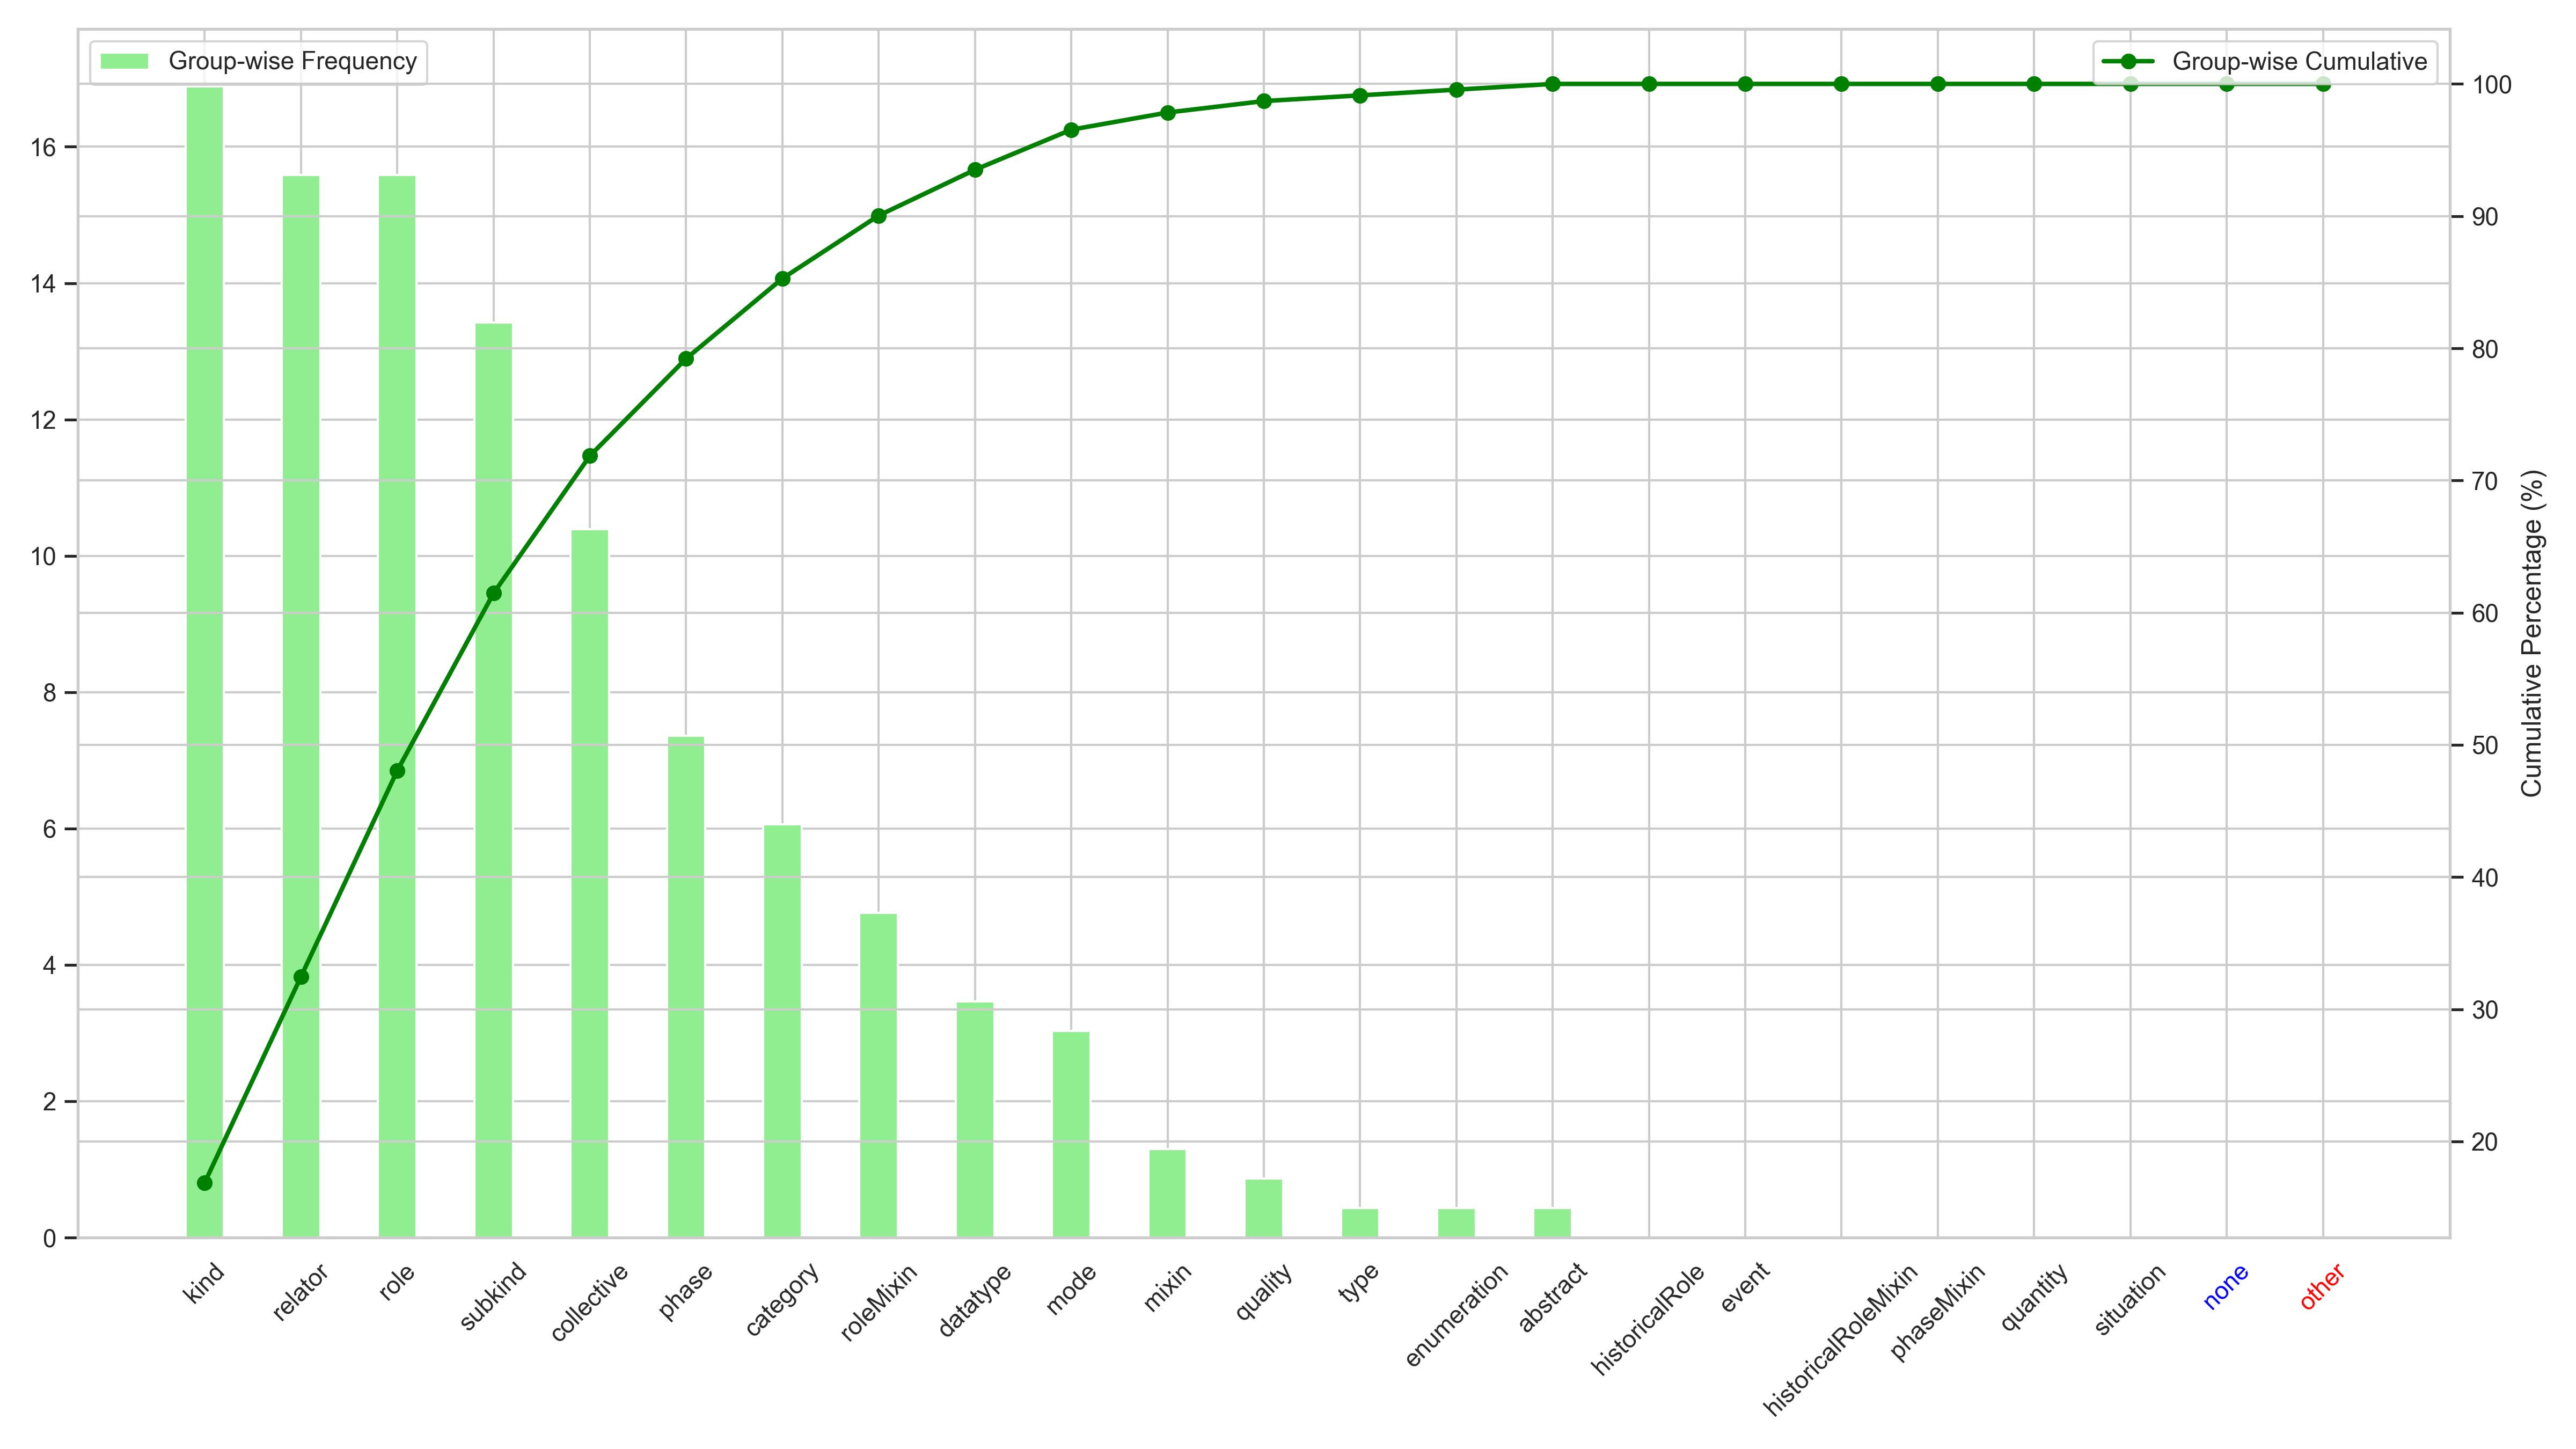 Group-wise Frequency
Group-wise Cumulative
16
14
12
10
8
6
4
2
0
100
90
80
70
60
50
40
30
20
Cumulative Percentage (%)
kind
relator
role
subkind
collective
phase
category
roleMixin
datatype
mode
mixin
quality
type
enumeration
abstract
historicalRole
event
historicalRoleMixin
phaseMixin
quantity
situation
none
other